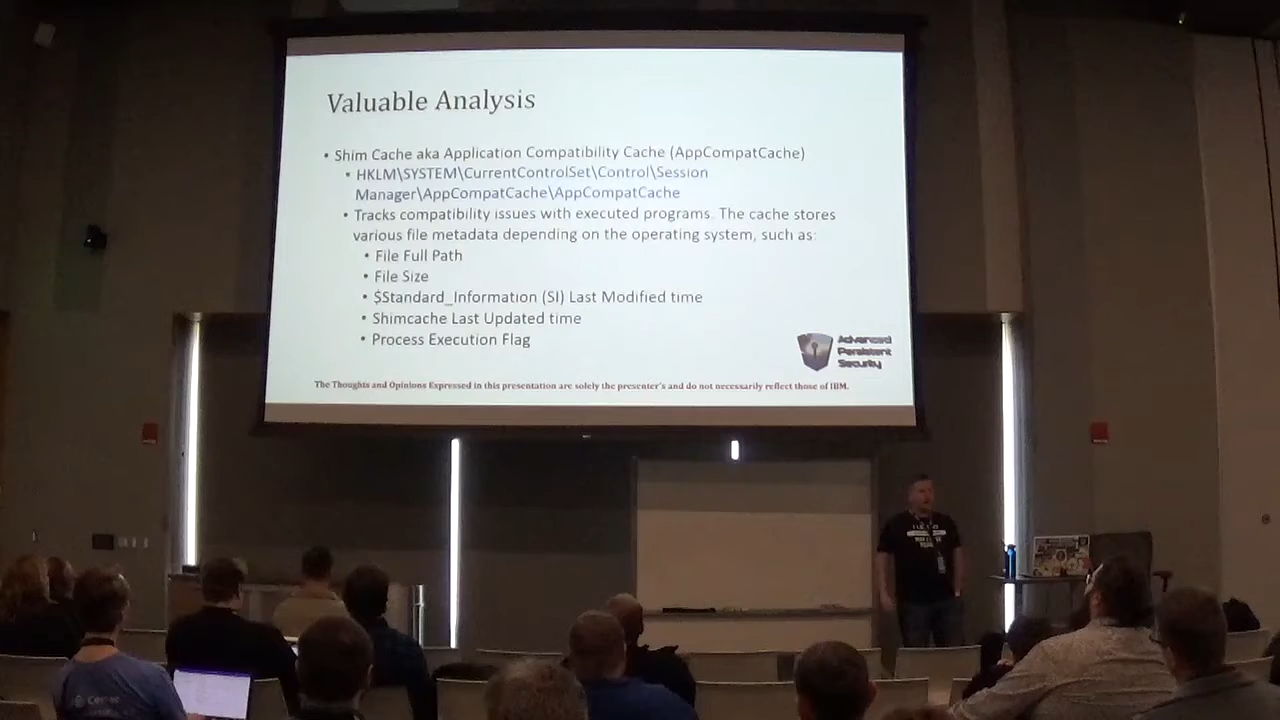 Valuable Analysis
• Shim Cache aka Application Compatibility Cache (AppCompatCache)
• HKLM\SYSTEM\CurrentControlSet\Control\Session
Manager\AppCompatCache\AppCompatCache
• Tracks compatibility issues with executed programs. The cache stores
various file metadata depending on the operating system, such as:
• File Full Path
• File Size
• $Standard_Information (SI) Last Modified time
• Shimcache Last Updated time
• Process Execution Flag
Advanced
Persistent
Security
The Thoughts and Opinions Expressed in this presentation are solely the presenter's and do not necessarily reflect those of IBM.